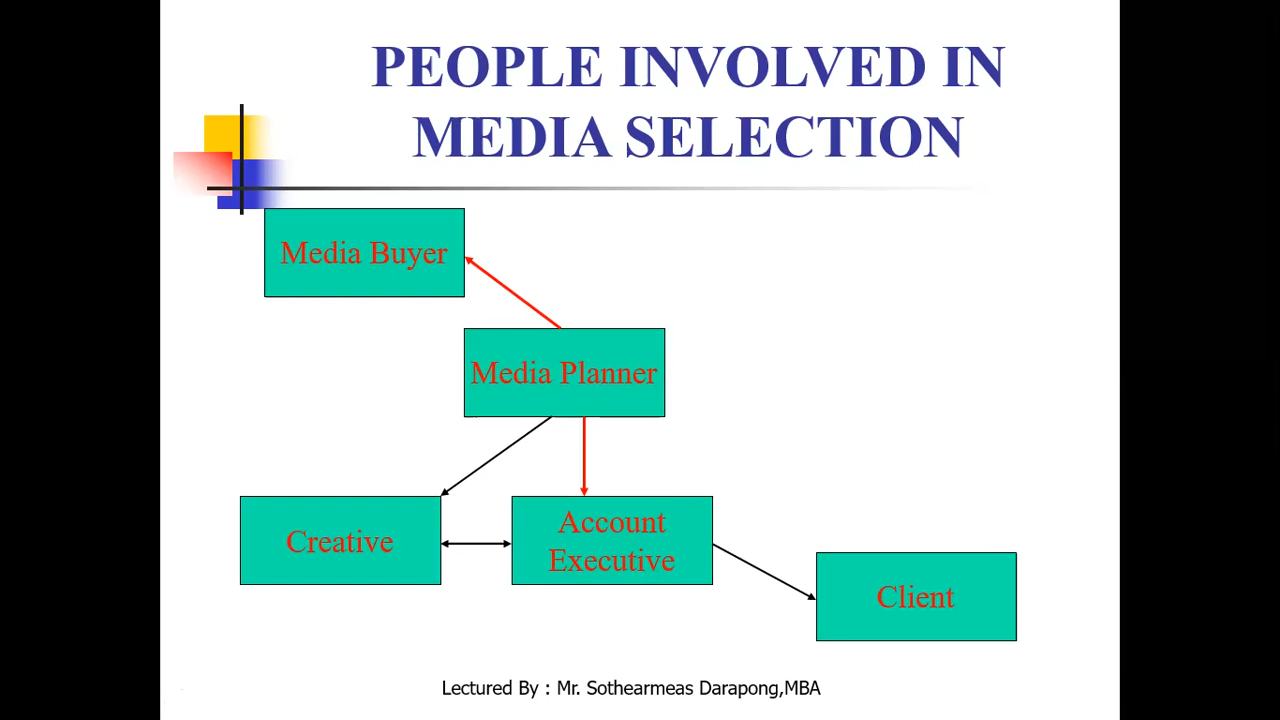 PEOPLE INVOLVED IN
MEDIA SELECTION
Media Buyer
Media Planner
Creative
Account
Executive
Client
Lectured By : Mr. Sothearmeas Darapong,MBA